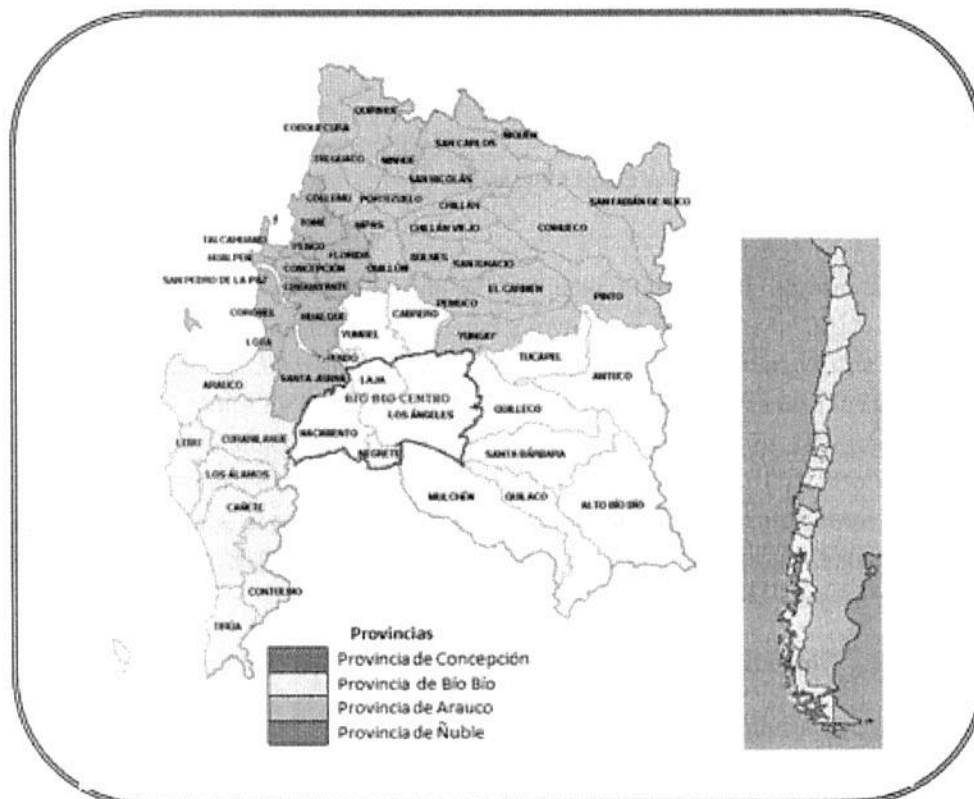 QUIRIHUE
COBQUECURA
ÑIQUÉN
SAN CARLOS
TREGUACO
NINHUE
SAN NICOLÁS
SAN FABIÁN DE ALICO
COELEMU
PORTEZUELO
CHILLÁN
TOMÉ
CHILLÁN VIEJO
COIHUECO
TALCAHUANO
PENCO
HUALPEN
FLORIDA
BULNES
CONCEPCIÓN
QUILLÓN
SAN IGNACIO
SAN PEDRO DE LA PAZ
CHIGUAYANTE
EL CARMEN
PINTO
PEMUCO
CORONEL
HUALQUI
CABRERO
YUMBEL
YUNGAY
LOTA
TUCAPEL
SANTA JUANA
LAJA
ANTUCO
ARAUCO
BÍO BÍO CENTRO
LOS ÁNGELES
QUILLECO
LEBU
CURANILAHUE
NACIMIENTO
NEGRETE
SANTA BÁRBARA
LOS ÁLAMOS
MULCHÉN
QUILACO
ALTO BÍO BÍO
CAÑETE
CONTULMO
TIRÚA
Provincias
Provincia de Concepción
Provincia de Bío Bío
Provincia de Arauco
Provincia de Ñuble